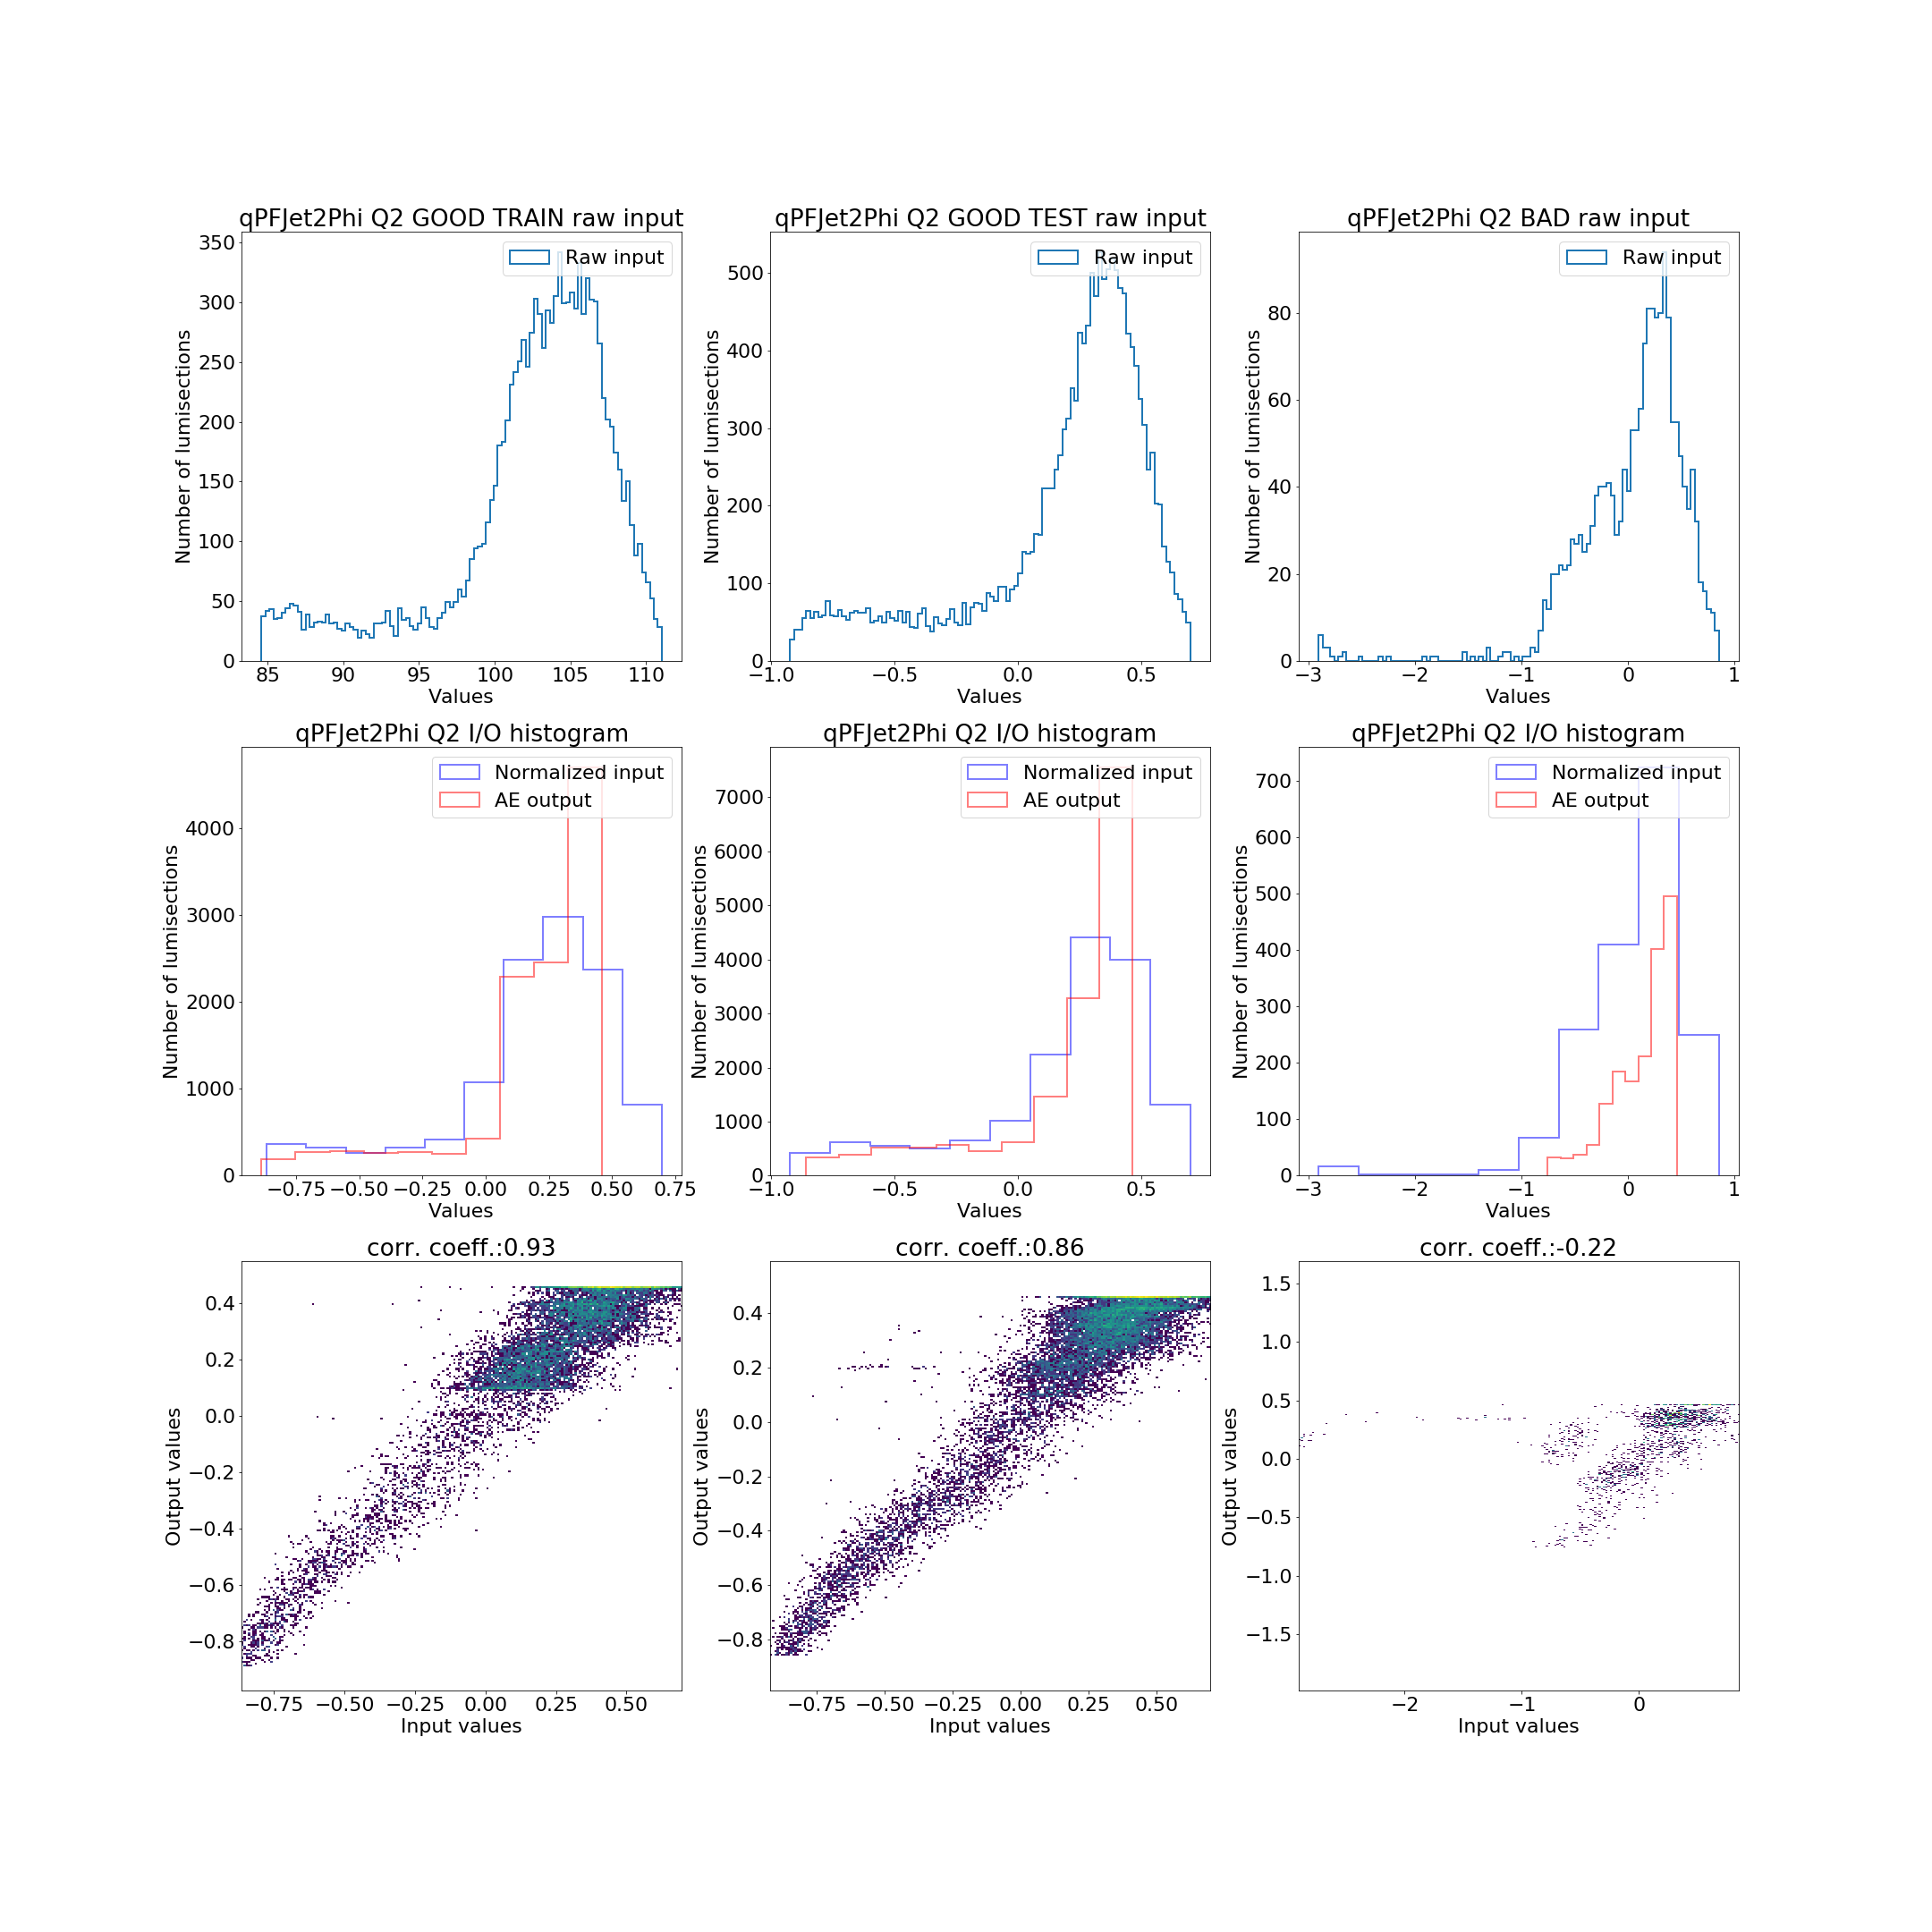 qPFJet2Phi Q2 GOOD TRAIN raw input
Raw input
Number of lumisections
350
300
250
200
150
100
50
0
85 90 95 100 105 110
Values
qPFJet2Phi Q2 GOOD TEST raw input
Raw input
Number of lumisections
500
400
300
200
100
0
−1.0 −0.5 0.0 0.5
Values
qPFJet2Phi Q2 BAD raw input
Raw input
Number of lumisections
80
60
40
20
0
−3 −2 −1 0 1
Values
qPFJet2Phi Q2 I/O histogram
Normalized input
AE output
Number of lumisections
4000
3000
2000
1000
0
−0.75 −0.50 −0.25 0.00 0.25 0.50 0.75
Values
qPFJet2Phi Q2 I/O histogram
Normalized input
AE output
Number of lumisections
7000
6000
5000
4000
3000
2000
1000
0
−1.0 −0.5 0.0 0.5
Values
qPFJet2Phi Q2 I/O histogram
Normalized input
AE output
Number of lumisections
700
600
500
400
300
200
100
0
−3 −2 −1 0 1
Values
corr. coeff.:0.93
Output values
0.4
0.2
0.0
−0.2
−0.4
−0.6
−0.8
−0.75 −0.50 −0.25 0.00 0.25 0.50
Input values
corr. coeff.:0.86
Output values
0.4
0.2
0.0
−0.2
−0.4
−0.6
−0.8
−0.75 −0.50 −0.25 0.00 0.25 0.50
Input values
corr. coeff.:-0.22
Output values
1.5
1.0
0.5
0.0
−0.5
−1.0
−1.5
−2 −1 0
Input values